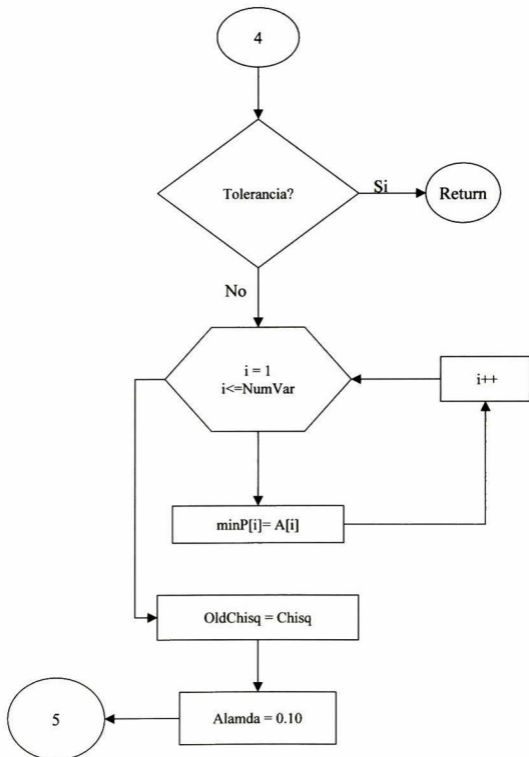 4
Tolerancia?
Si
Return
No
i = 1
i<=NumVar
i++
minP[i]= A[i]
OldChisq = Chisq
Alamda = 0.10
5